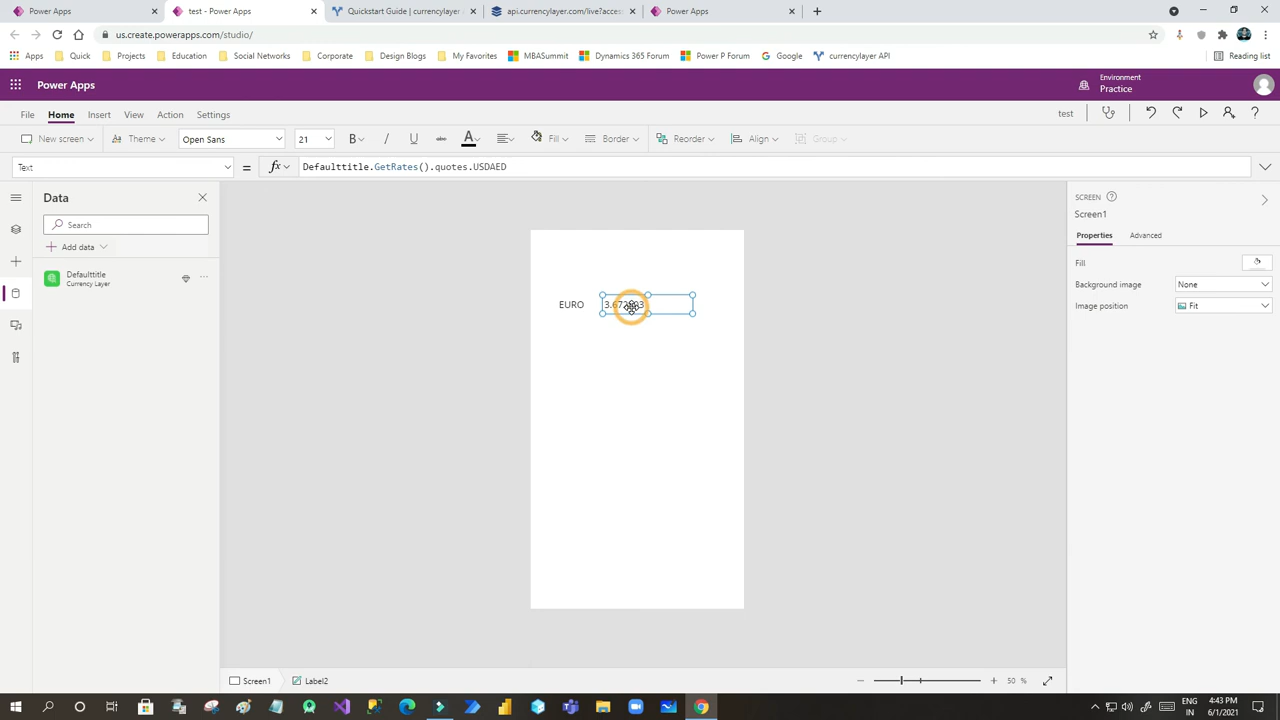 Power Apps
test - Power Apps
Quickstart Guide | currencylayer A
api.currencylayer.com/live?acces
Power Apps
us.create.powerapps.com/studio/
Apps
Quick
Projects
Education
Social Networks
Corporate
Design Blogs
My Favorites
MBASummit
Dynamics 365 Forum
Power P Forum
Google
currencylayer API
Reading list
Power Apps
Environment
Practice
File
Home
Insert
View
Action
Settings
test
New screen
Theme
Open Sans
21
B
I
U
abc
A
Fill
Border
Reorder
Align
Group
Text
=
fx
Defaulttitle.GetRates().quotes.USDAED
Data
Search
Add data
Defaulttitle
Currency Layer
EURO
SCREEN
Screen1
Properties
Advanced
Fill
Background image
None
Image position
Fit
Screen1
Label2
50 %
ENG
IN
4:43 PM
6/1/2021